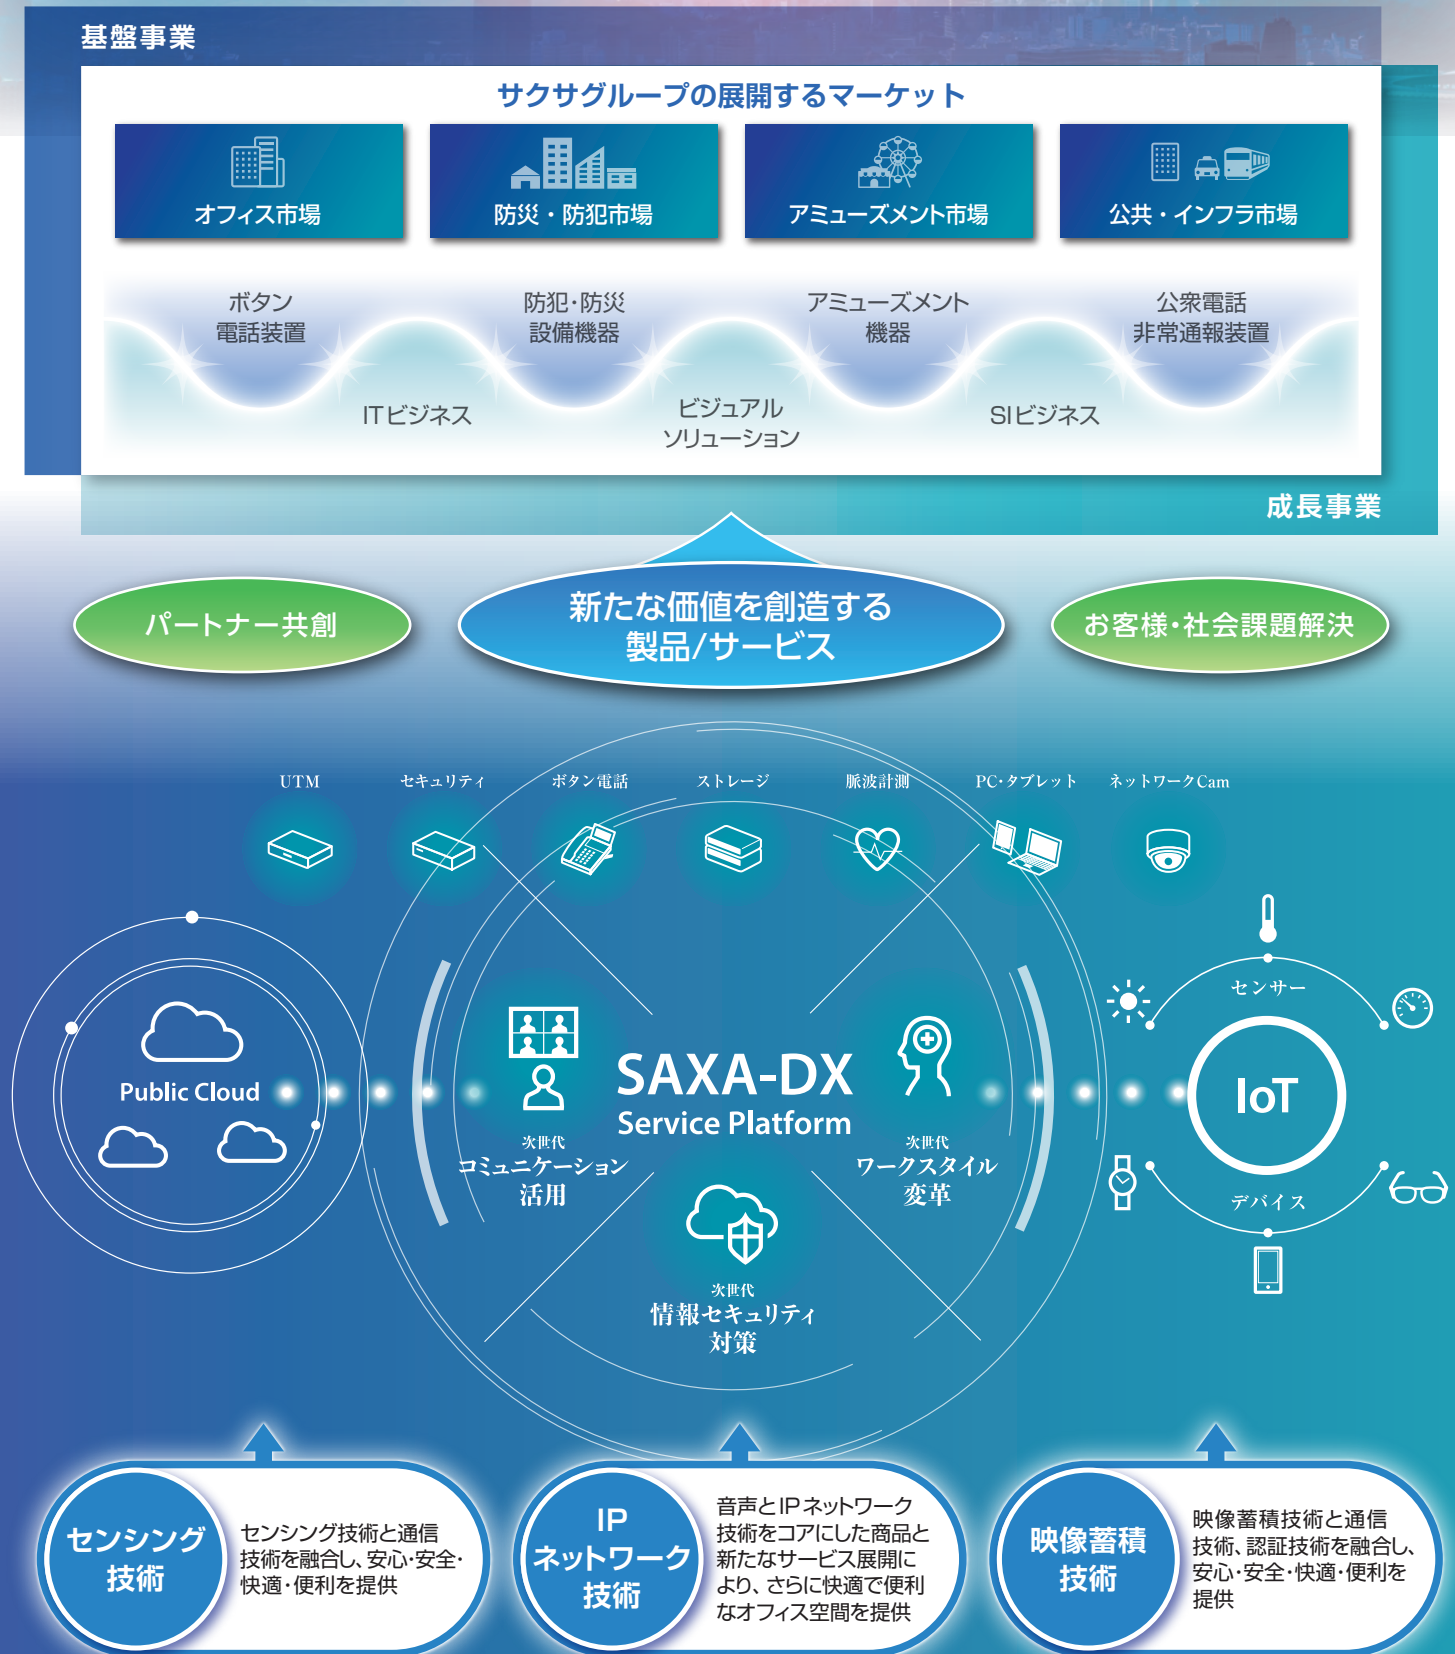 基盤事業
サクサグループの展開するマーケット
オフィス市場
防災・防犯市場
アミューズメント市場
公共・インフラ市場
ボタン
電話装置
防犯・防災
設備機器
アミューズメント
機器
公衆電話
非常通報装置
ITビジネス
ビジュアル
ソリューション
SIビジネス
成長事業
パートナー共創
新たな価値を創造する
製品/サービス
お客様・社会課題解決
UTM
セキュリティ
ボタン電話
ストレージ
脈波計測
PC・タブレット
ネットワークCam
Public Cloud
SAXA-DX
Service Platform
次世代
コミュニケーション
活用
次世代
ワークスタイル
変革
次世代
情報セキュリティ
対策
センサー
IoT
デバイス
センシング
技術
センシング技術と通信
技術を融合し、安心・安全・
快適・便利を提供
IP
ネットワーク
技術
音声とIPネットワーク
技術をコアにした商品と
新たなサービス展開に
より、さらに快適で便利
なオフィス空間を提供
映像蓄積
技術
映像蓄積技術と通信
技術、認証技術を融合し、
安心・安全・快適・便利を
提供